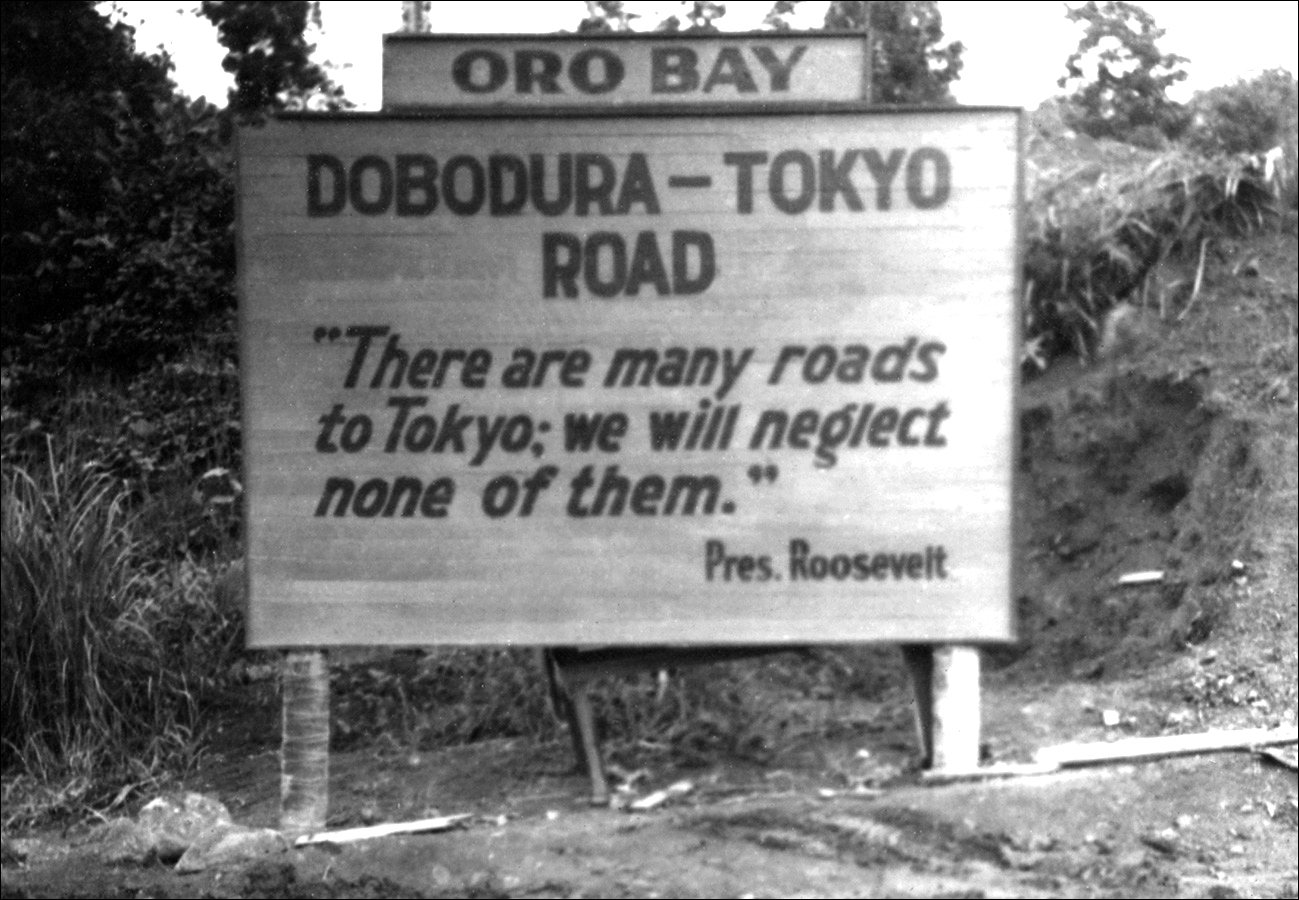 ORO BAY
DOBODURA – TOKYO
ROAD
“There are many roads
to Tokyo; we will neglect
none of them.”
Pres. Roosevelt